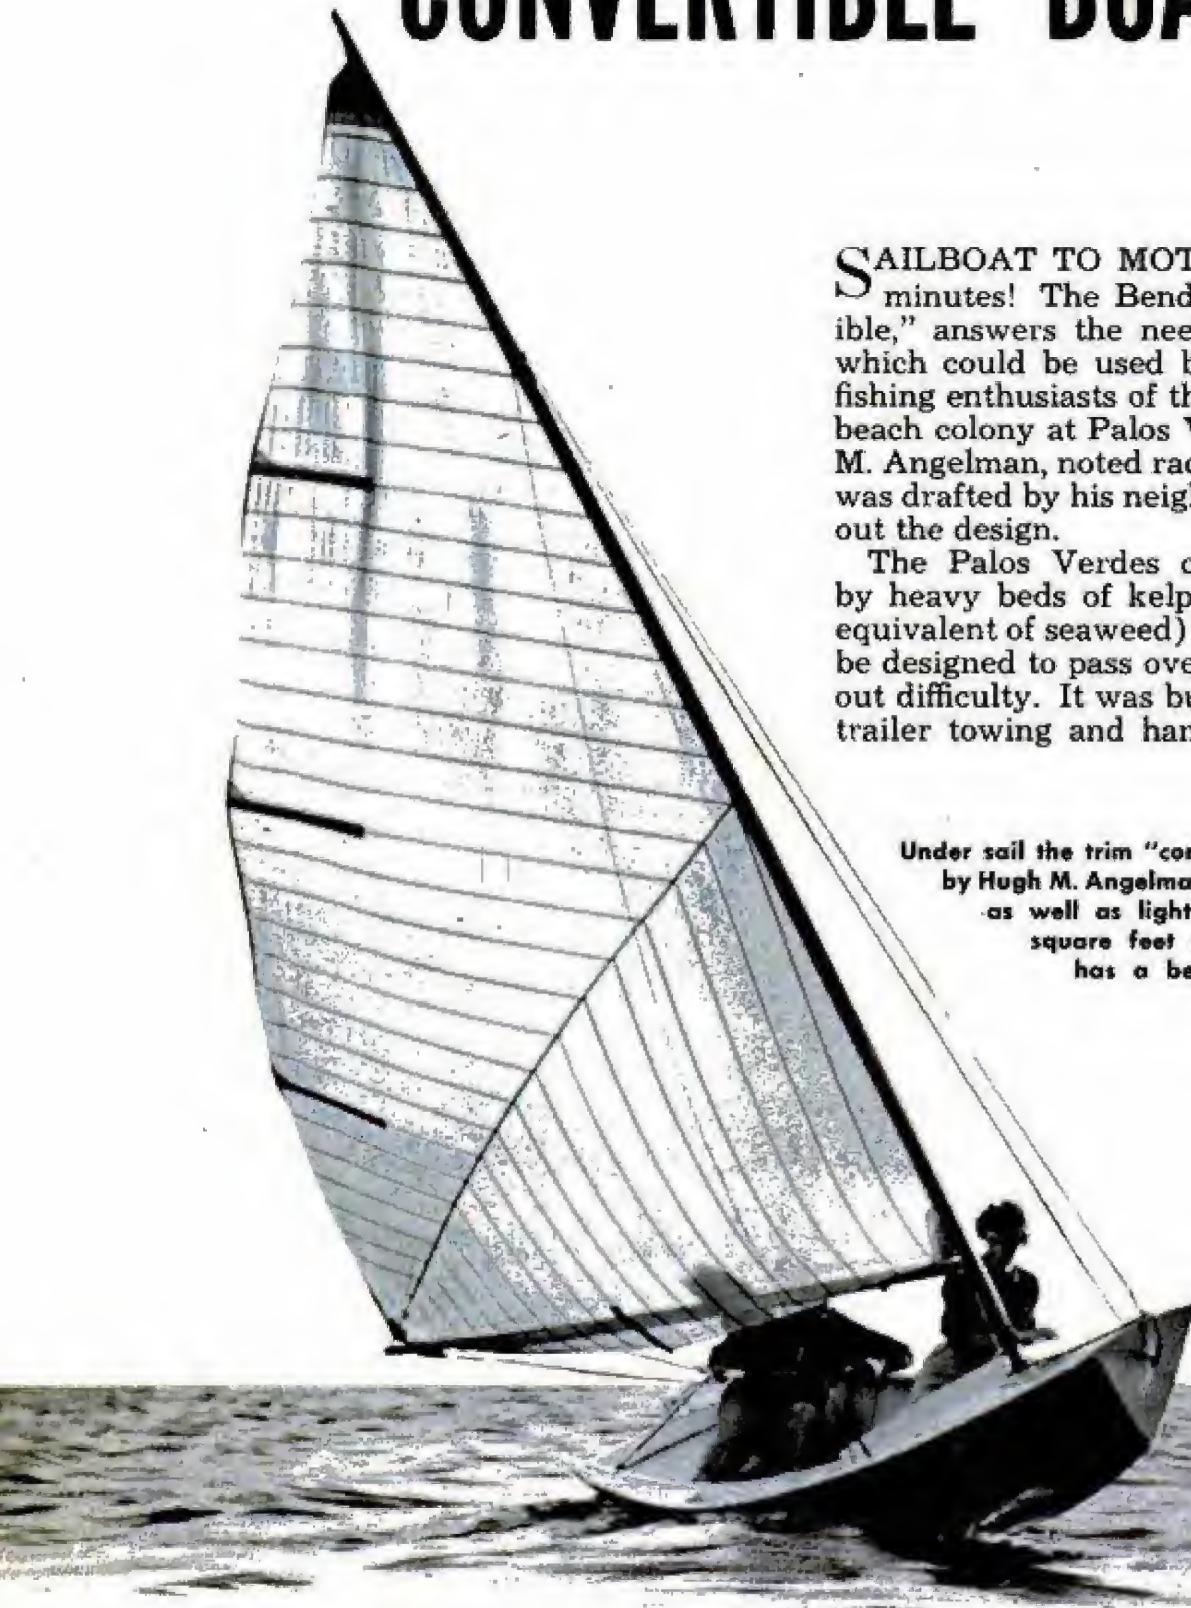 CONVERTIBLE BOA
SAILBOAT TO MOT
minutes! The Bend
ible,” answers the nee
which could be used b
fishing enthusiasts of th
beach colony at Palos V
M. Angelman, noted rac
was drafted by his neigh
out the design.
The Palos Verdes c
by heavy beds of kelp
equivalent of seaweed)
be designed to pass ove
out difficulty. It was bu
trailer towing and han
Under sail the trim “con
by Hugh M. Angelma
as well as light
square feet
has a be